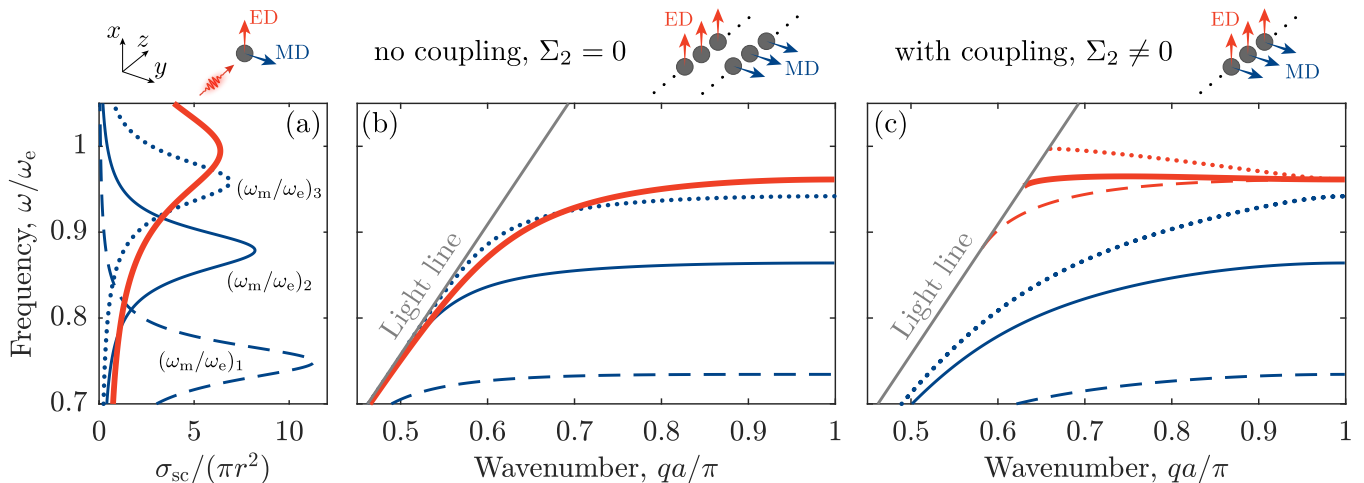 x
z
y
ED
MD
no coupling, Σ₂ = 0
ED
MD
with coupling, Σ₂ ≠ 0
ED
MD
(a)
(b)
(c)
Frequency, ω/ωₑ
1
0.9
0.8
0.7
(ωₘ/ωₑ)₃
(ωₘ/ωₑ)₂
(ωₘ/ωₑ)₁
Light line
Light line
0 5 10
0.5 0.6 0.7 0.8 0.9 1
0.5 0.6 0.7 0.8 0.9 1
σ_sc/(πr²)
Wavenumber, qa/π
Wavenumber, qa/π